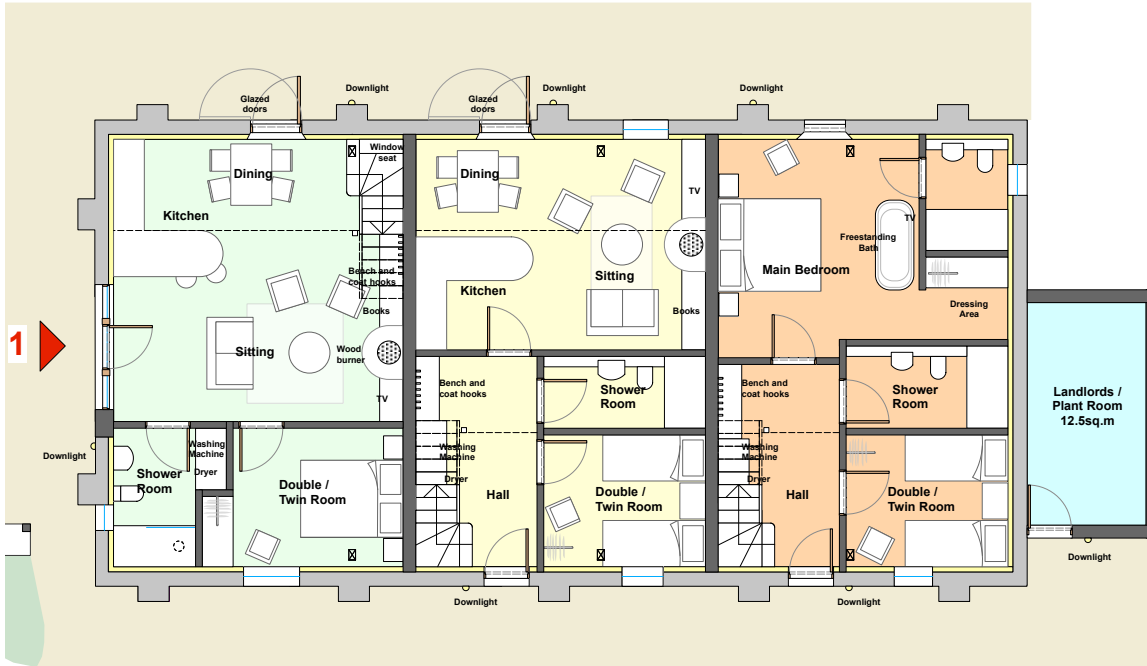 Downlight
Downlight
Downlight
Glazed
doors
Glazed
doors
Window
seat
Dining
Dining
TV
Kitchen
TV
Freestanding
Bath
Main Bedroom
Bench and
coat hooks
Sitting
Kitchen
Dressing
Area
Books
Books
1
Sitting
Wood
burner
Bench and
coat hooks
Bench and
coat hooks
Shower
Room
Shower
Room
Landlords /
Plant Room
12.5sq.m
TV
Washing
Machine
Dryer
Washing
Machine
Dryer
Washing
Machine
Dryer
Downlight
Shower
Room
Double /
Twin Room
Hall
Double /
Twin Room
Hall
Double /
Twin Room
Downlight
Downlight
Downlight